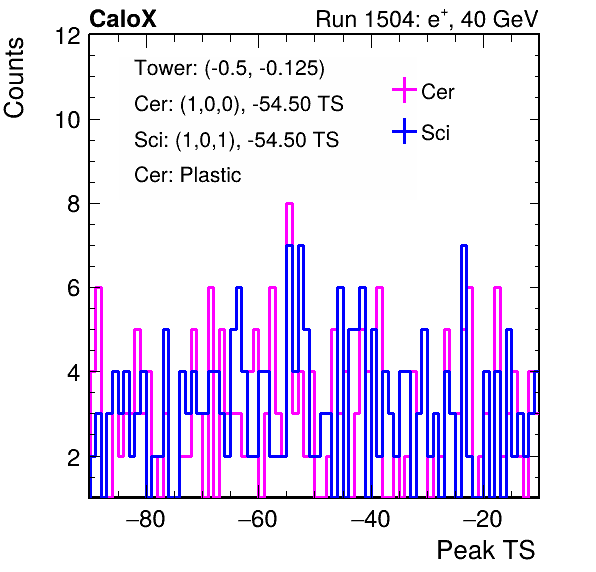 CaloX Run 1504: e⁺, 40 GeV
Counts
12
10
8
6
4
2
Tower: (-0.5, -0.125)
Cer: (1,0,0), -54.50 TS
Sci: (1,0,1), -54.50 TS
Cer: Plastic
Cer
Sci
−80 −60 −40 −20
Peak TS